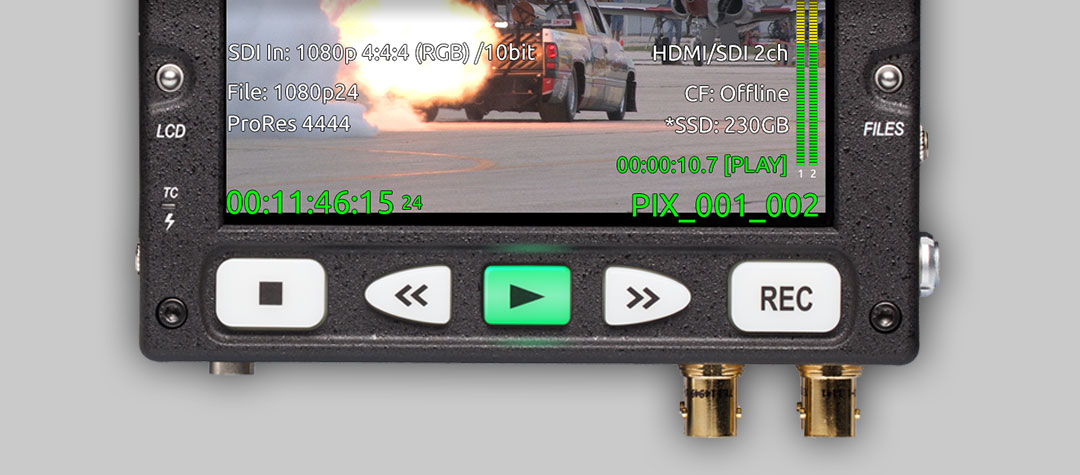 SDI In: 1080p 4:4:4 (RGB) /10bit
HDMI/SDI 2ch
File: 1080p24
CF: Offline
ProRes 4444
*SSD: 230GB
00:00:10.7 [PLAY]
1 2
00:11:46:15 24
PIX_001_002
LCD
FILES
TC
REC